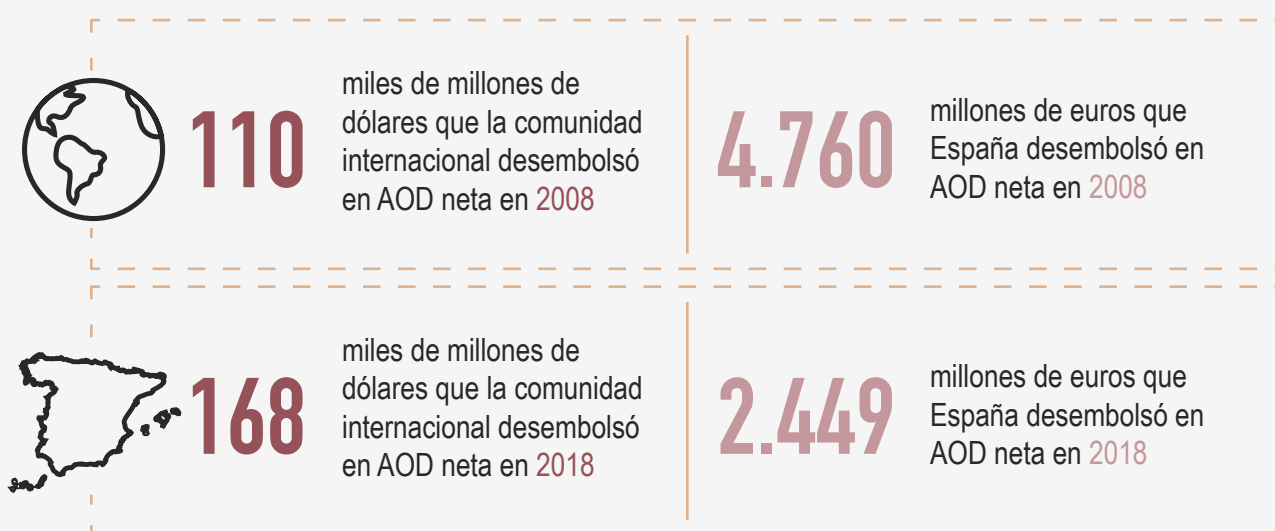 110
miles de millones de
dólares que la comunidad
internacional desembolsó
en AOD neta en 2008
4.760
millones de euros que
España desembolsó en
AOD neta en 2008
168
miles de millones de
dólares que la comunidad
internacional desembolsó
en AOD neta en 2018
2.449
millones de euros que
España desembolsó en
AOD neta en 2018